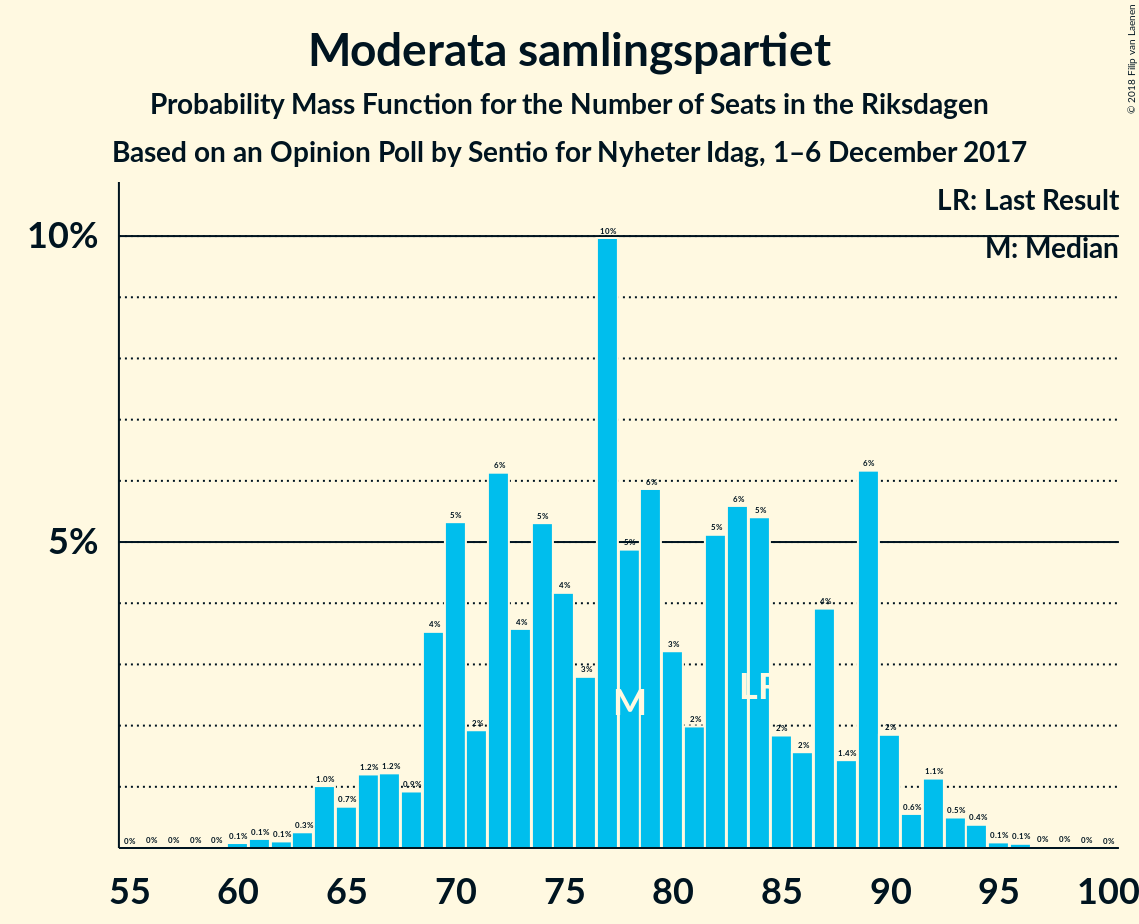 Moderata samlingspartiet
Probability Mass Function for the Number of Seats in the Riksdagen
Based on an Opinion Poll by Sentio for Nyheter Idag, 1–6 December 2017
© 2018 Filip van Laenen
LR: Last Result
M: Median
10%
5%
0% 0% 0% 0% 0% 0.1% 0.1% 0.1% 0.3% 1.0% 0.7% 1.2% 1.2% 0.9% 4% 5% 2% 6% 4% 5% 4% 3% 10% 5% 6% 3% 2% 5% 6% 5% 2% 2% 4% 1.4% 6% 2% 0.6% 1.1% 0.5% 0.4% 0.1% 0.1% 0% 0% 0% 0%
M
LR
55 60 65 70 75 80 85 90 95 100